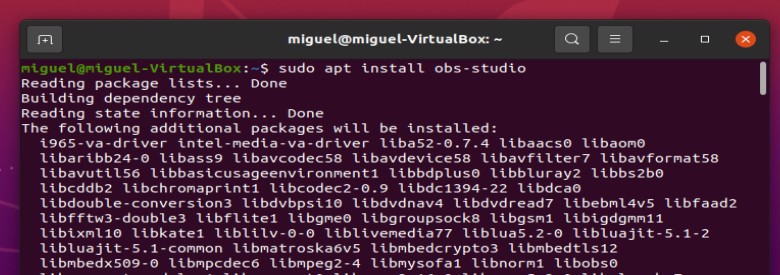 miguel@miguel-VirtualBox: ~
miguel@miguel-VirtualBox:~$ sudo apt install obs-studio
Reading package lists... Done
Building dependency tree
Reading state information... Done
The following additional packages will be installed:
i965-va-driver intel-media-va-driver liba52-0.7.4 libaacs0 libaom0
libaribb24-0 libass9 libavcodec58 libavdevice58 libavfilter7 libavformat58
libavutil56 libbasicusageenvironment1 libbdplus0 libbluray2 libbs2b0
libcddb2 libchromaprint1 libcodec2-0.9 libdc1394-22 libdca0
libdouble-conversion3 libdvbpsi10 libdvdnav4 libdvdread7 libebml4v5 libfaad2
libfftw3-double3 libflite1 libgme0 libgroupsock8 libgsm1 libigdgmm11
libixml10 libkate1 liblilv-0-0 liblivemedia77 liblua5.2-0 libluajit-5.1-2
libluajit-5.1-common libmatroska6v5 libmbedcrypto3 libmbedtls12
libmbedx509-0 libmpcdec6 libmpeg2-4 libmysofa1 libnorm1 libobs0